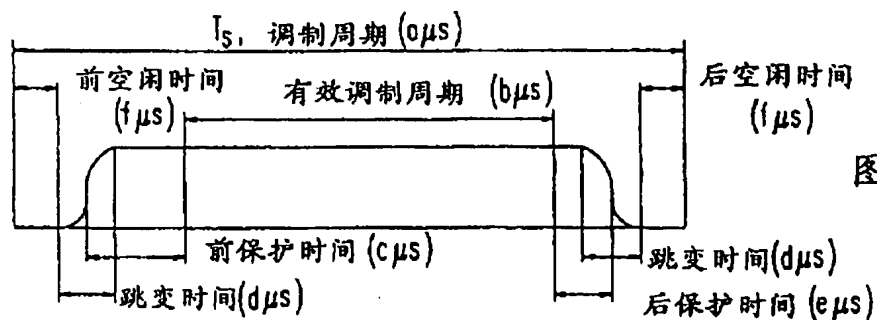 Ts, 调制周期 (aμs)
前空闲时间
(fμs)
有效调制周期 (bμs)
后空闲时间
(fμs)
图
前保护时间 (cμs)
跳变时间(dμs)
跳变时间(dμs)
后保护时间 (eμs)